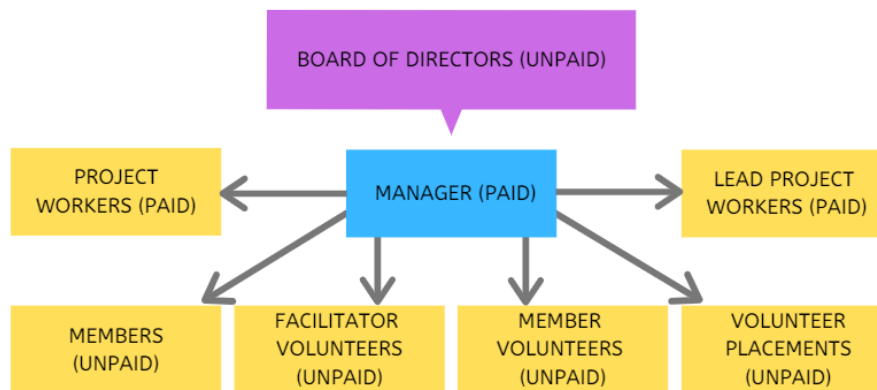 BOARD OF DIRECTORS (UNPAID)
PROJECT
WORKERS (PAID)
MANAGER (PAID)
LEAD PROJECT
WORKERS (PAID)
MEMBERS
(UNPAID)
FACILITATOR
VOLUNTEERS
(UNPAID)
MEMBER
VOLUNTEERS
(UNPAID)
VOLUNTEER
PLACEMENTS
(UNPAID)